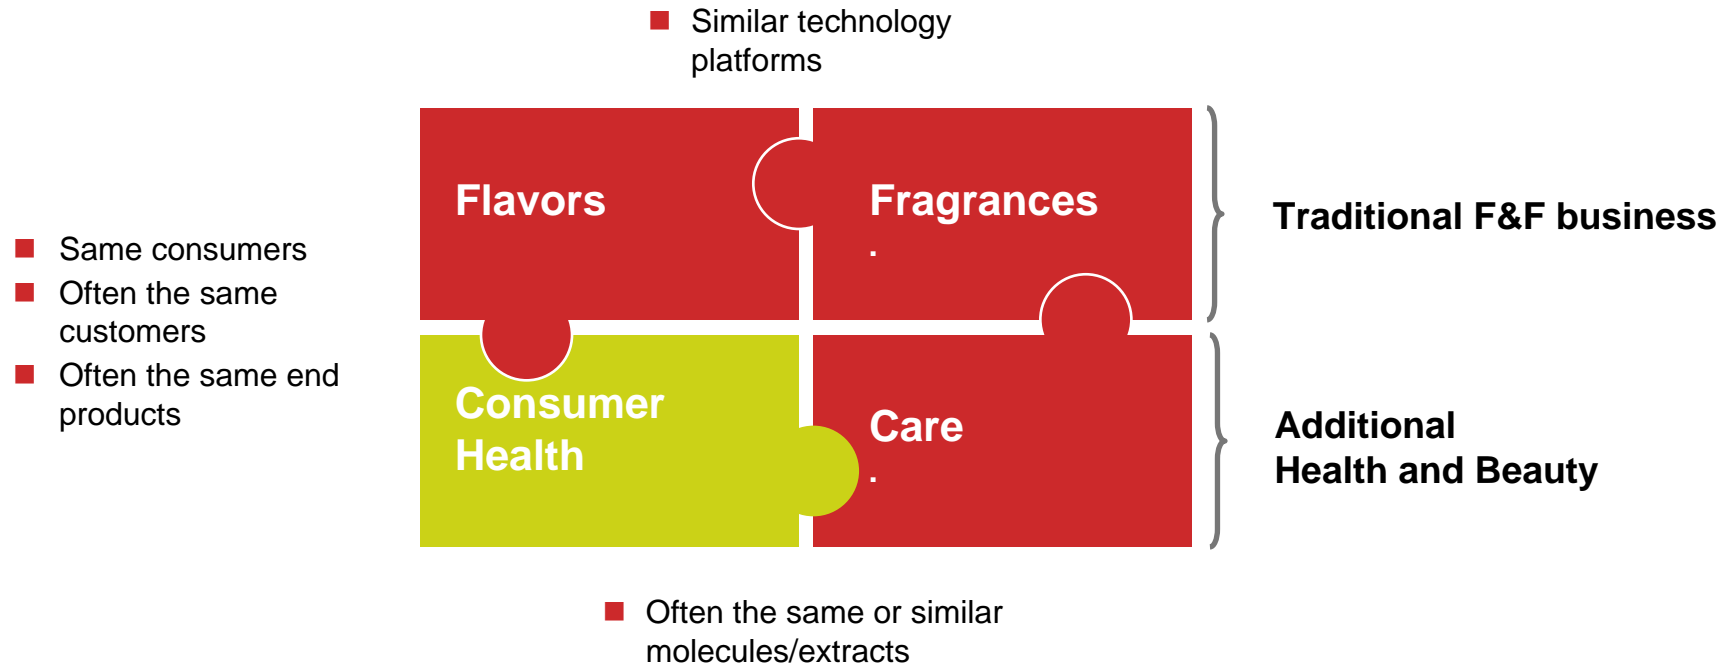 Similar technology
platforms
Flavors
Fragrances
.
Traditional F&F business
Same consumers
Often the same
customers
Often the same end
products
Consumer
Health
Care
.
Additional
Health and Beauty
Often the same or similar
molecules/extracts